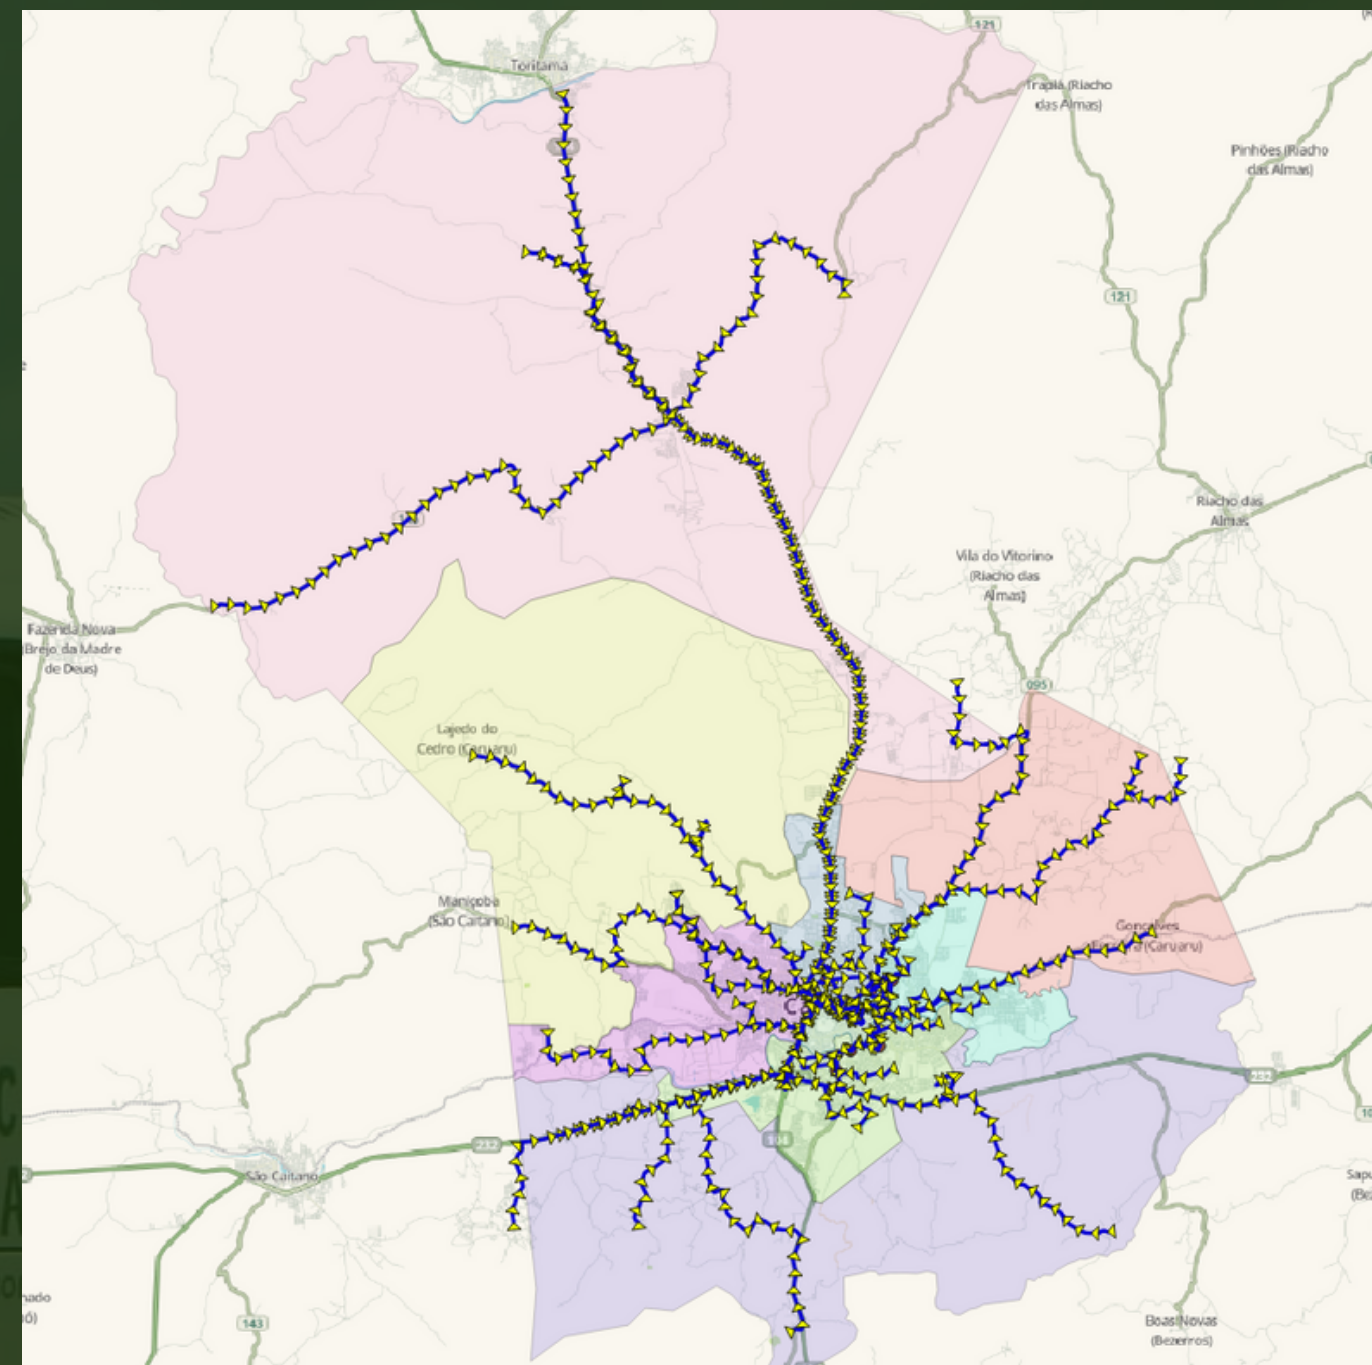 121
Toritama
Trapiá (Riacho
das Almas)
Pinhões (Riacho
das Almas)
121
Riacho das
Almas
Vila do Vitorino
(Riacho das
Almas)
Fazenda Nova
(Brejo da Madre
de Deus)
095
Lajedo do
Cedro (Caruaru)
Maniçoba
(São Caitano)
Gonçalves
Ferreira (Caruaru)
C
232
232
104
São Caitano
143
Boas Novas
(Bezerros)